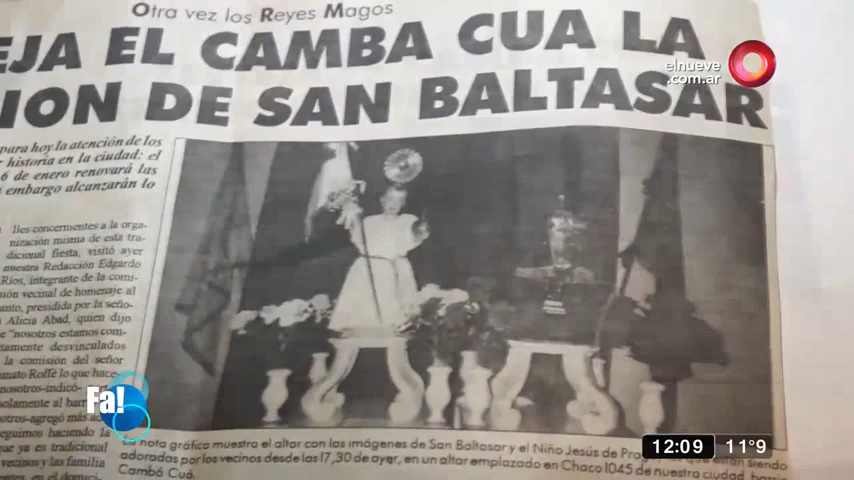 Otra vez los Reyes Magos
EJA EL CAMBA CUA LA
ION DE SAN BALTASAR
elnueve
.com.ar
para hoy la atención de los
historia en la ciudad: el
6 de enero renovará las
embargo alcanzarán lo
lles concernientes a la orga-
nización misma de esta tra-
dicional fiesta, visitó ayer
nuestra Redacción Edgardo
Ríos, integrante de la comi-
sión vecinal de homenaje al
anto, presidida por la seño-
Alicia Abad, quien dijo
e "nosotros estamos com-
tamente desvinculados
la comisión del señor
mato Roffé lo que hace-
nosotros-indicó-
solamente al bar
otros-agregó más
eguimos haciendo la
que ya es tradicional
vecinos y las familia
Fa!
nota gráfica muestra el altar con las imágenes de San Baltasar y el Niño Jesús de
están siendo
adoradas por los vecinos desde las 17,30 de ayer, en un altar emplazado en Chaco 1045 de nuestra ciudad,
Cambá Cuá.
12:09
11°9